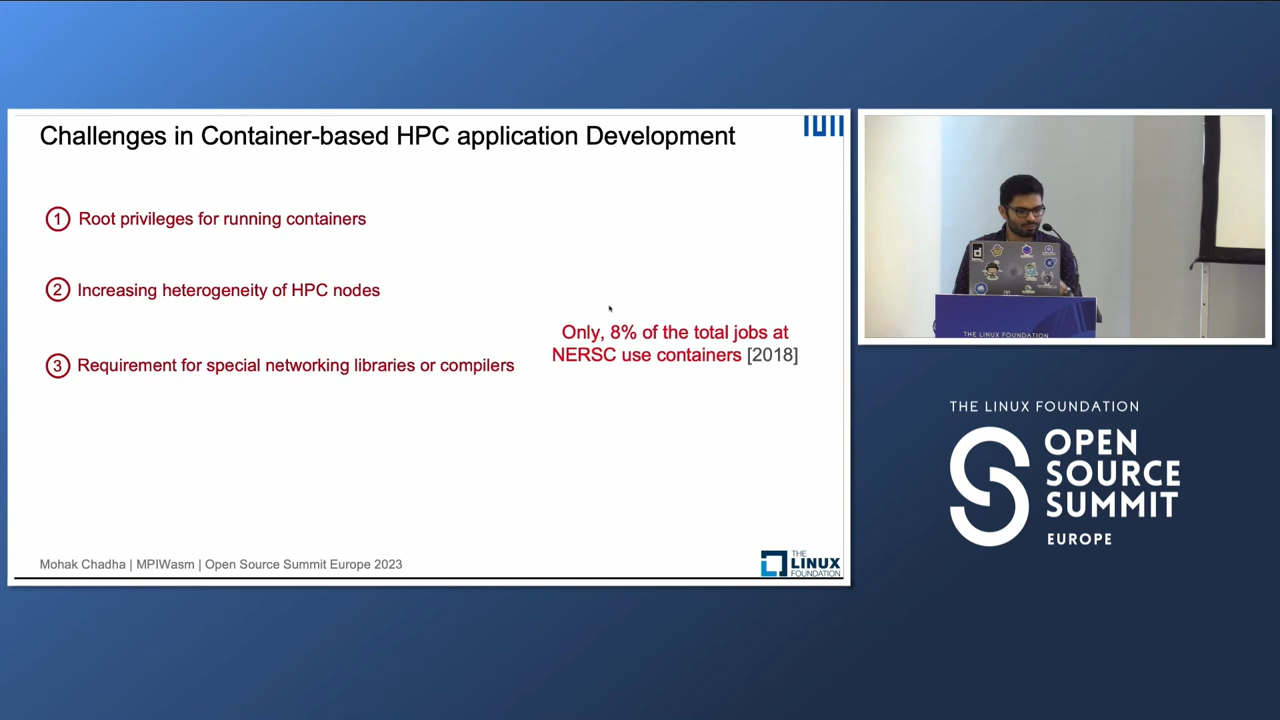 Challenges in Container-based HPC application Development
1 Root privileges for running containers
2 Increasing heterogeneity of HPC nodes
3 Requirement for special networking libraries or compilers
Only, 8% of the total jobs at
NERSC use containers [2018]
Mohak Chadha | MPIWasm | Open Source Summit Europe 2023
THE
LINUX
FOUNDATION
THE LINUX FOUNDATION
THE LINUX FOUNDATION
OPEN
SOURCE
SUMMIT
EUROPE